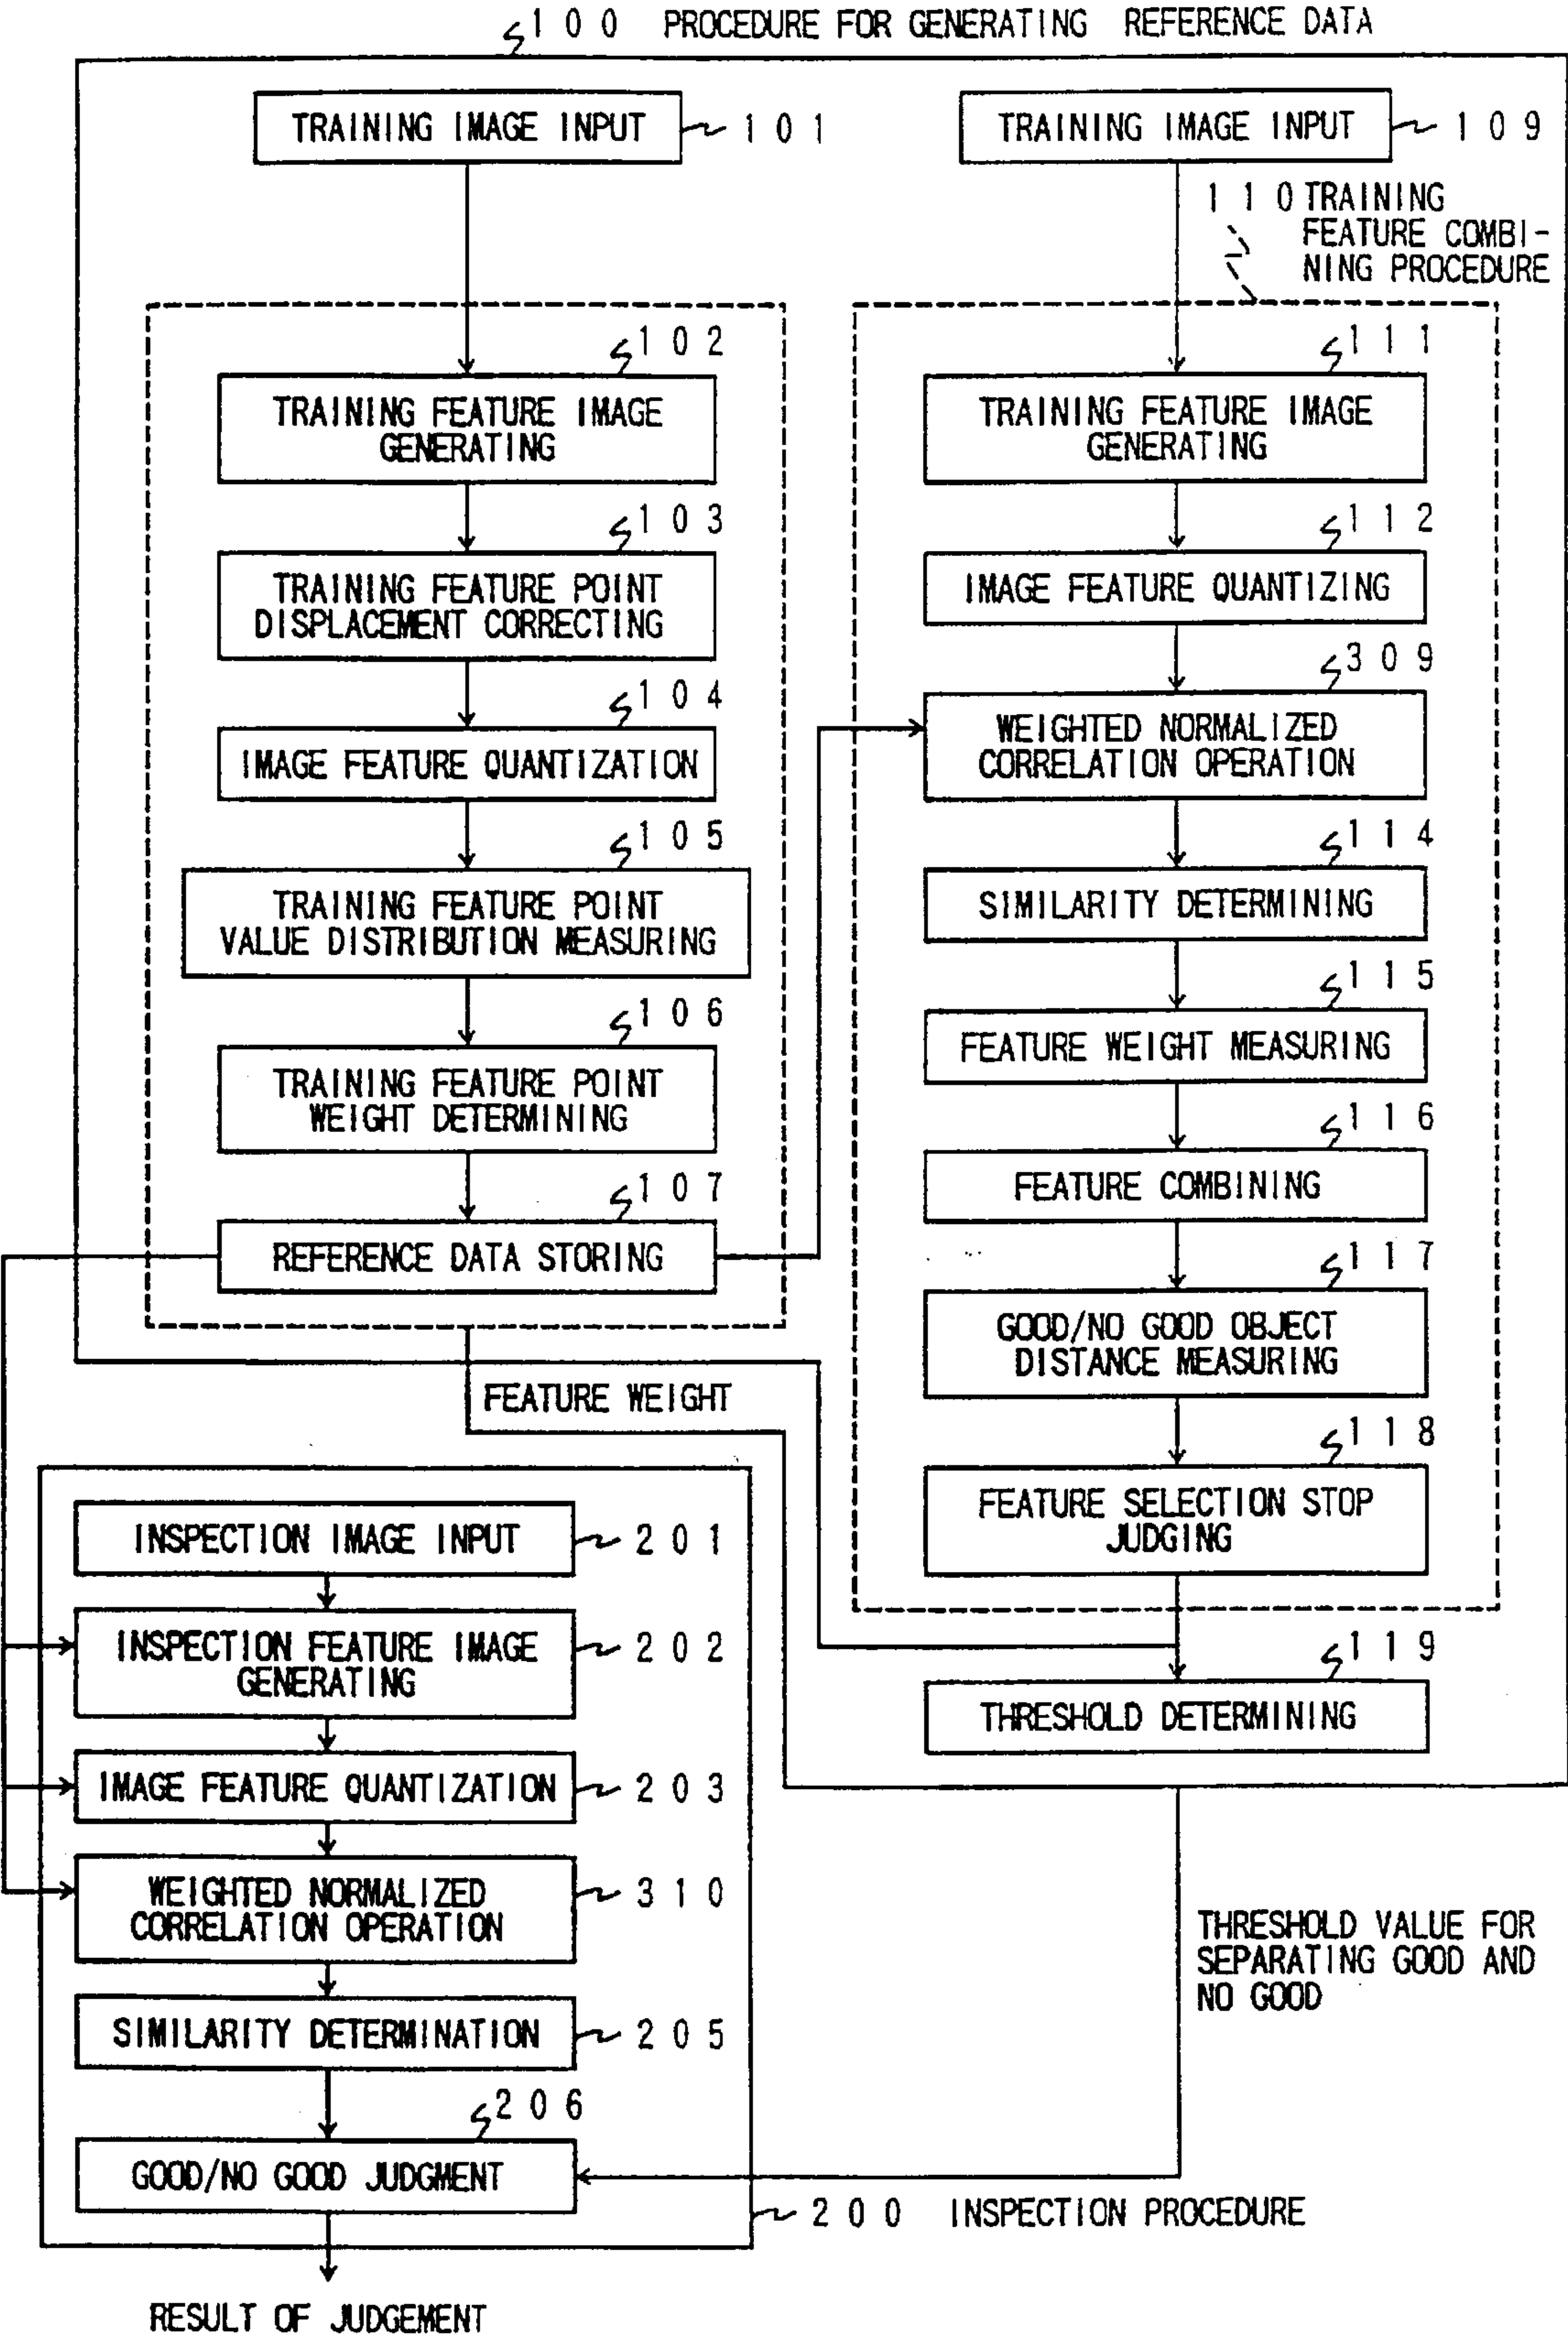 100 PROCEDURE FOR GENERATING REFERENCE DATA
TRAINING IMAGE INPUT
101
102
TRAINING FEATURE IMAGE
GENERATING
103
TRAINING FEATURE POINT
DISPLACEMENT CORRECTING
104
IMAGE FEATURE QUANTIZATION
105
TRAINING FEATURE POINT
VALUE DISTRIBUTION MEASURING
106
TRAINING FEATURE POINT
WEIGHT DETERMINING
107
REFERENCE DATA STORING
FEATURE WEIGHT
TRAINING IMAGE INPUT
109
110 TRAINING
FEATURE COMBI-
NING PROCEDURE
111
TRAINING FEATURE IMAGE
GENERATING
112
IMAGE FEATURE QUANTIZING
309
WEIGHTED NORMALIZED
CORRELATION OPERATION
114
SIMILARITY DETERMINING
115
FEATURE WEIGHT MEASURING
116
FEATURE COMBINING
117
GOOD/NO GOOD OBJECT
DISTANCE MEASURING
118
FEATURE SELECTION STOP
JUDGING
119
THRESHOLD DETERMINING
INSPECTION IMAGE INPUT
201
INSPECTION FEATURE IMAGE
GENERATING
202
IMAGE FEATURE QUANTIZATION
203
WEIGHTED NORMALIZED
CORRELATION OPERATION
310
SIMILARITY DETERMINATION
205
206
GOOD/NO GOOD JUDGMENT
THRESHOLD VALUE FOR
SEPARATING GOOD AND
NO GOOD
200 INSPECTION PROCEDURE
RESULT OF JUDGEMENT